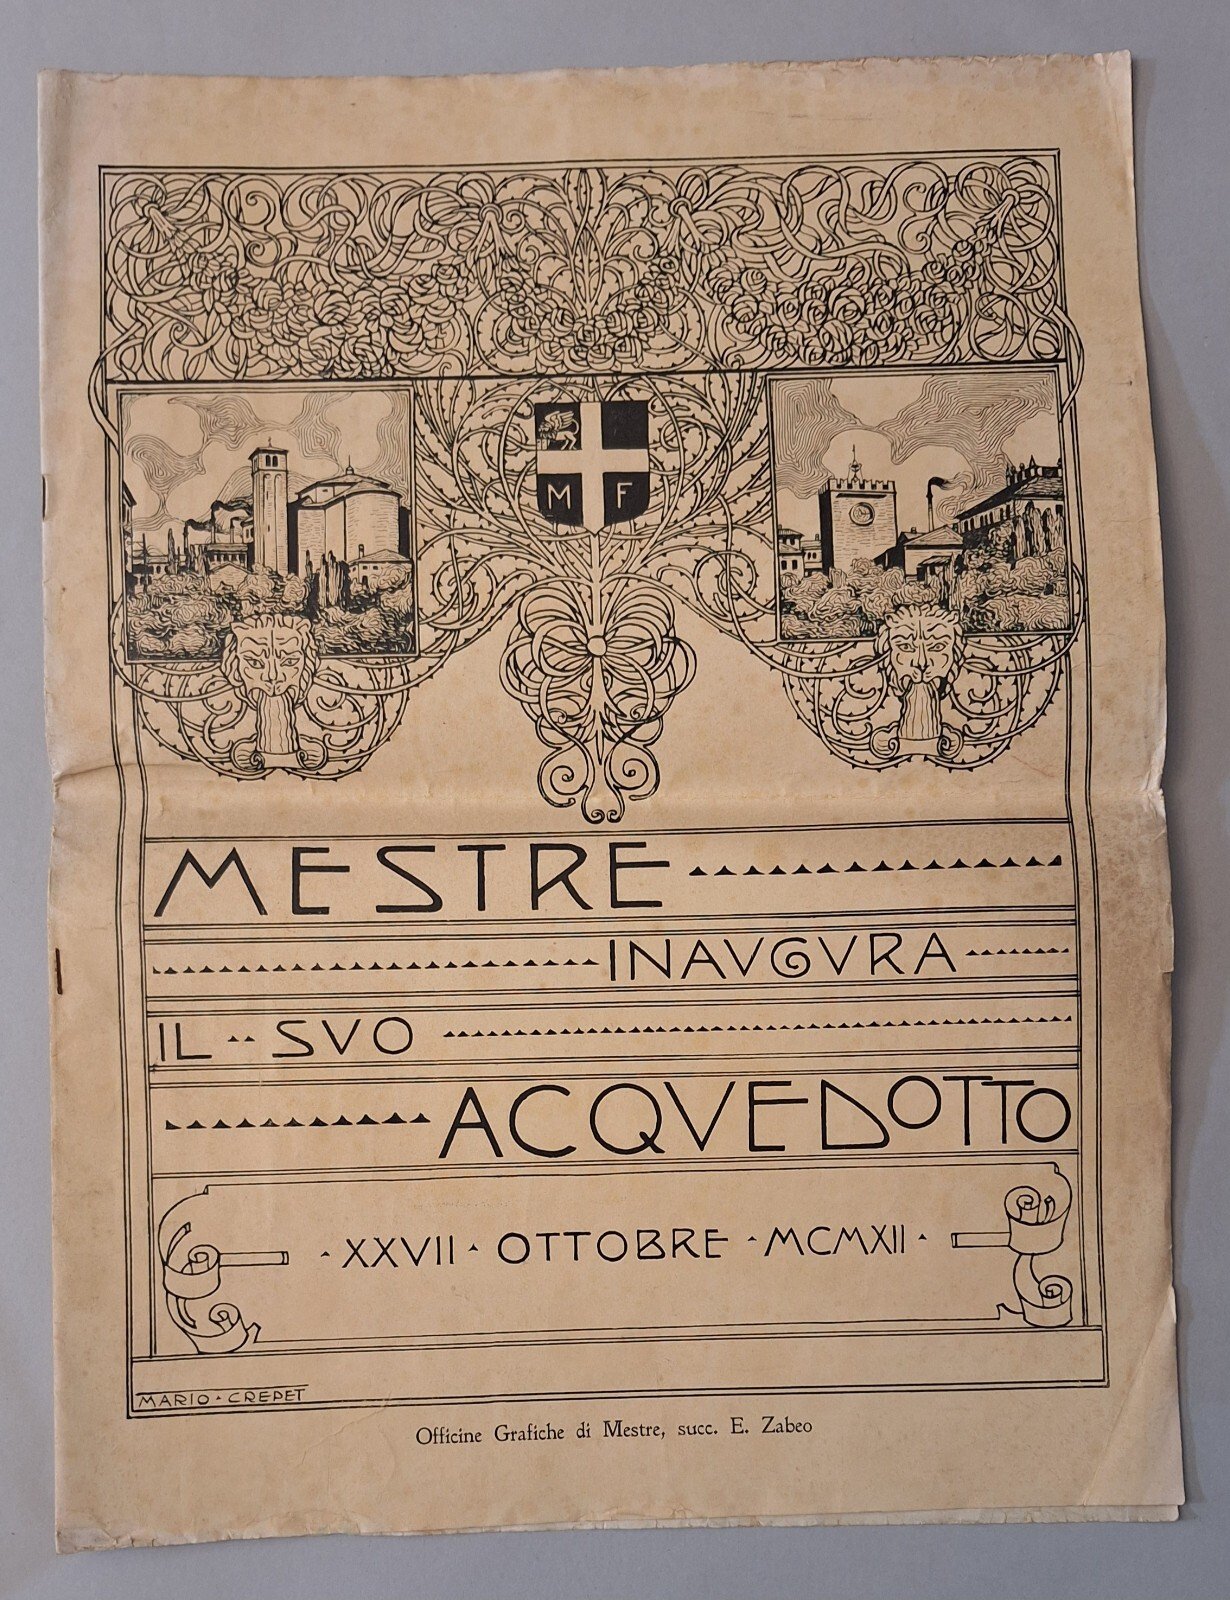 M F
MESTRE
INAVGVRA
IL SVO
ACQVEDOTTO
XXVII · OTTOBRE · MCMXII
MARIO · CREPET
Officine Grafiche di Mestre, succ. E. Zabeo